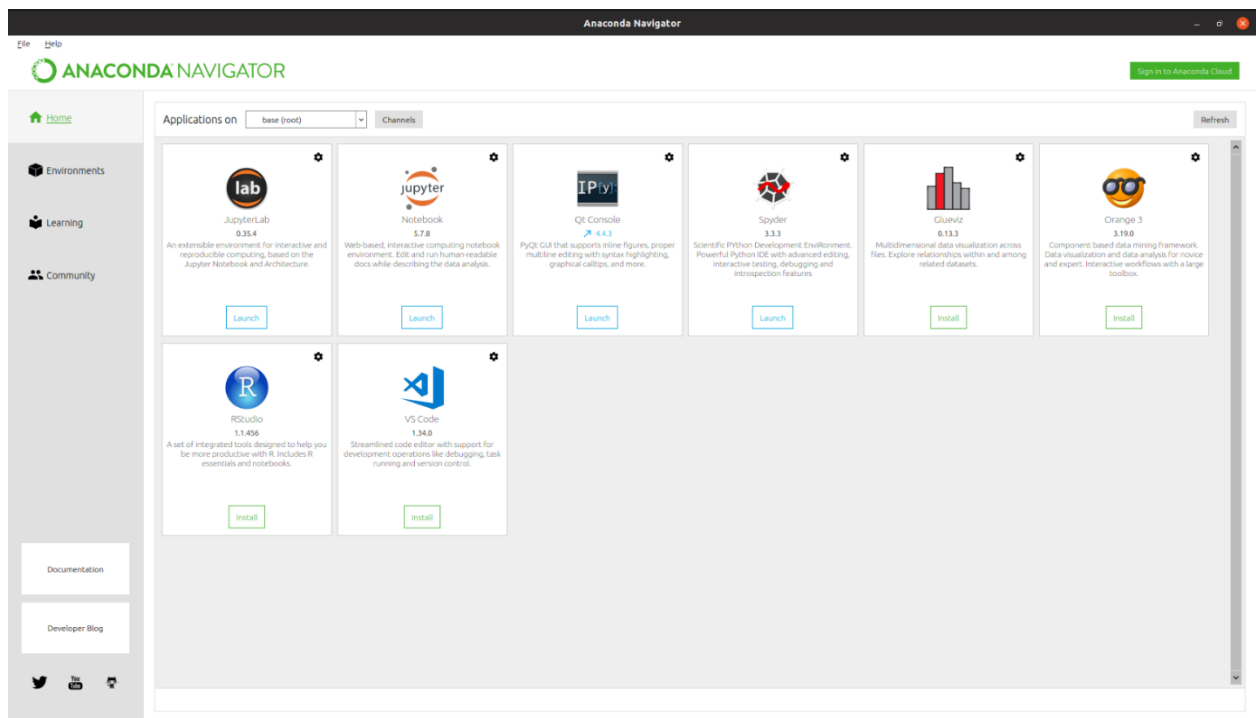 Anaconda Navigator
File Help
ANACONDA NAVIGATOR
Sign in to Anaconda Cloud
Home
Environments
Learning
Community
Documentation
Developer Blog
You
Tube
Applications on base (root) Channels Refresh
lab
JupyterLab
0.35.4
An extensible environment for interactive and
reproducible computing, based on the
Jupyter Notebook and Architecture.
Launch
jupyter
Notebook
5.7.8
Web-based, interactive computing notebook
environment. Edit and run human-readable
docs while describing the data analysis.
Launch
IP[y]:
Qt Console
4.4.3
PyQt GUI that supports inline figures, proper
multiline editing with syntax highlighting,
graphical calltips, and more.
Launch
Spyder
3.3.3
Scientific PYthon Development EnviRonment.
Powerful Python IDE with advanced editing,
interactive testing, debugging and
introspection features
Launch
Glueviz
0.13.3
Multidimensional data visualization across
files. Explore relationships within and among
related datasets.
Install
Orange 3
3.19.0
Component based data mining framework.
Data visualization and data analysis for novice
and expert. Interactive workflows with a large
toolbox.
Install
R
RStudio
1.1.456
A set of integrated tools designed to help you
be more productive with R. Includes R
essentials and notebooks.
Install
VS Code
1.34.0
Streamlined code editor with support for
development operations like debugging, task
running and version control.
Install